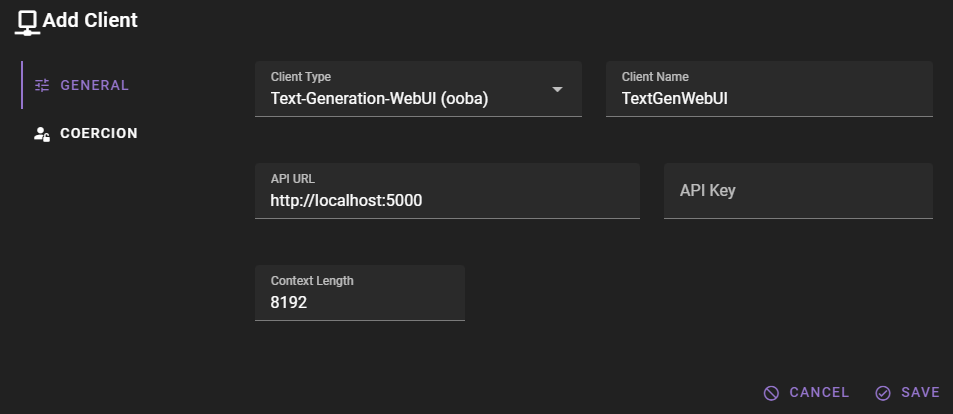 Add Client
GENERAL
COERCION
Client Type
Text-Generation-WebUI (ooba)
Client Name
TextGenWebUI
API URL
http://localhost:5000
API Key
Context Length
8192
CANCEL
SAVE